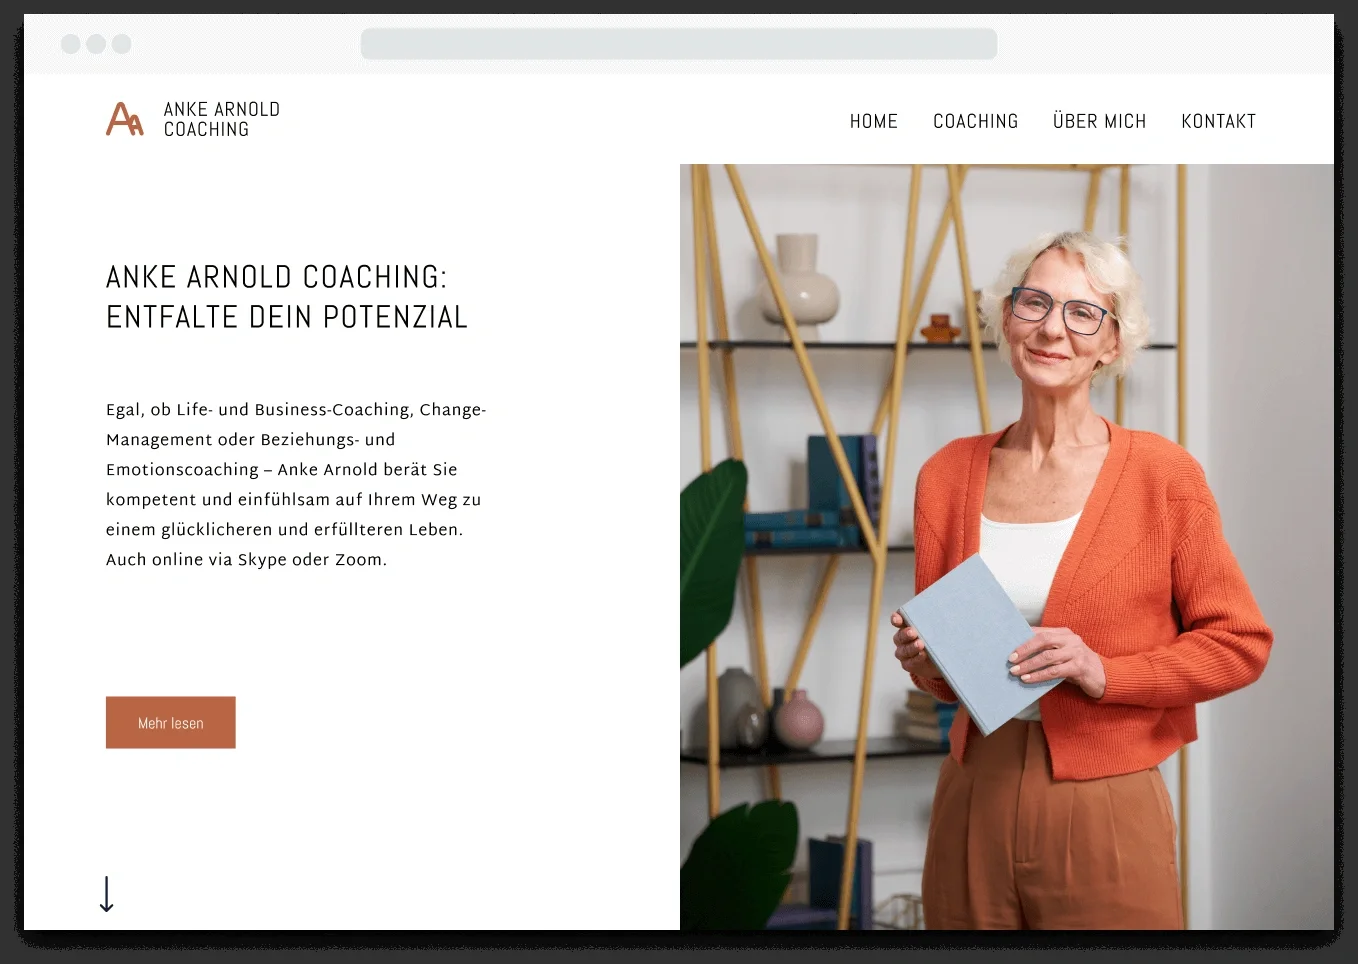 ANKE ARNOLD
COACHING
HOME COACHING ÜBER MICH KONTAKT
ANKE ARNOLD COACHING:
ENTFALTE DEIN POTENZIAL
Egal, ob Life- und Business-Coaching, Change-
Management oder Beziehungs- und
Emotionscoaching – Anke Arnold berät Sie
kompetent und einfühlsam auf Ihrem Weg zu
einem glücklicheren und erfüllteren Leben.
Auch online via Skype oder Zoom.
Mehr lesen